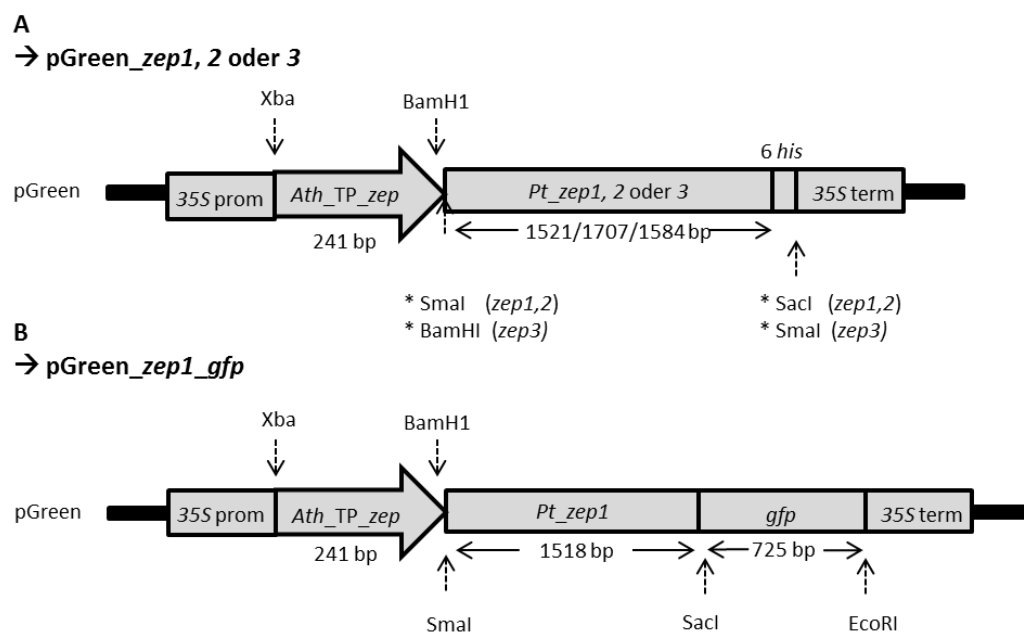 A
→ pGreen_zep1, 2 oder 3
Xba
BamH1
6 his
pGreen
35S prom
Ath_TP_zep
Pt_zep1, 2 oder 3
35S term
241 bp
1521/1707/1584 bp
* SmaI (zep1,2)
* BamHI (zep3)
* SacI (zep1,2)
* SmaI (zep3)
B
→ pGreen_zep1_gfp
Xba
BamH1
pGreen
35S prom
Ath_TP_zep
Pt_zep1
gfp
35S term
241 bp
1518 bp
725 bp
SmaI
SacI
EcoRI